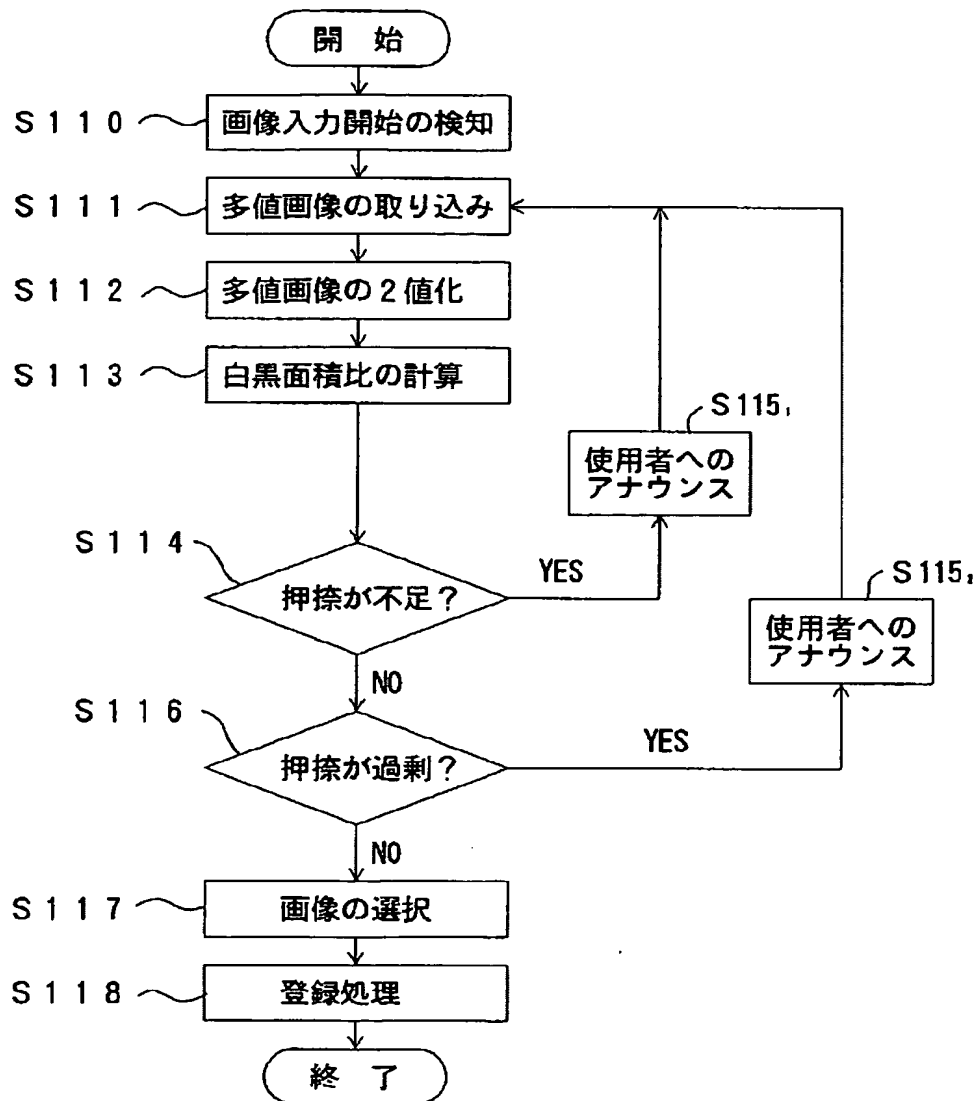 開 始
S110
画像入力開始の検知
S111
多値画像の取り込み
S112
多値画像の2値化
S113
白黒面積比の計算
S115₁
使用者への
アナウンス
S114
押捺が不足?
YES
S115₂
使用者への
アナウンス
NO
S116
押捺が過剰?
YES
NO
S117
画像の選択
S118
登録処理
終 了